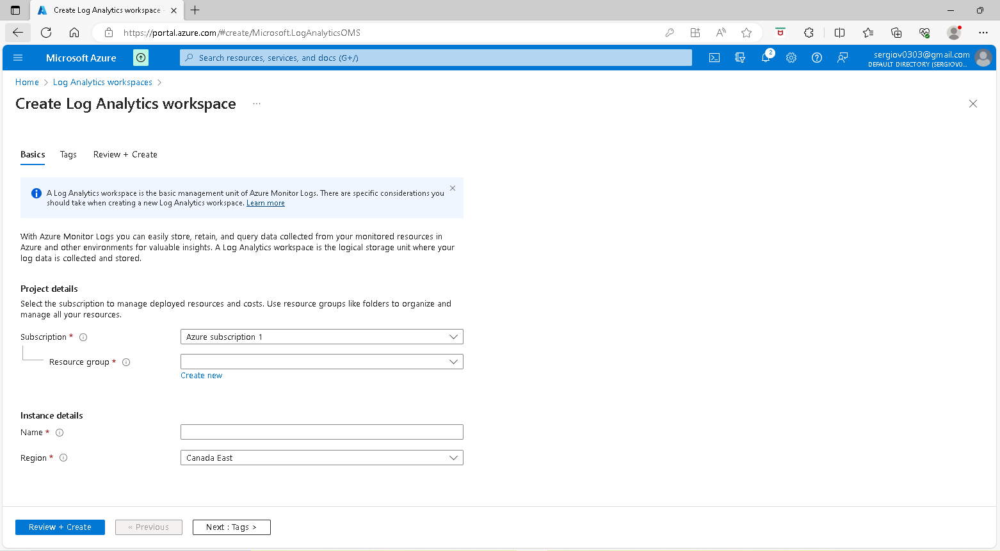 Create Log Analytics workspace -
https://portal.azure.com/#create/Microsoft.LogAnalyticsOMS
Microsoft Azure
Search resources, services, and docs (G+/)
2
sergiov0303@gmail.com
DEFAULT DIRECTORY (SERGIOV0...
Home > Log Analytics workspaces >
Create Log Analytics workspace ...
Basics Tags Review + Create
A Log Analytics workspace is the basic management unit of Azure Monitor Logs. There are specific considerations you
should take when creating a new Log Analytics workspace. Learn more
With Azure Monitor Logs you can easily store, retain, and query data collected from your monitored resources in
Azure and other environments for valuable insights. A Log Analytics workspace is the logical storage unit where your
log data is collected and stored.
Project details
Select the subscription to manage deployed resources and costs. Use resource groups like folders to organize and
manage all your resources.
Subscription * Azure subscription 1
Resource group *
Create new
Instance details
Name *
Region * Canada East
Review + Create « Previous Next : Tags >